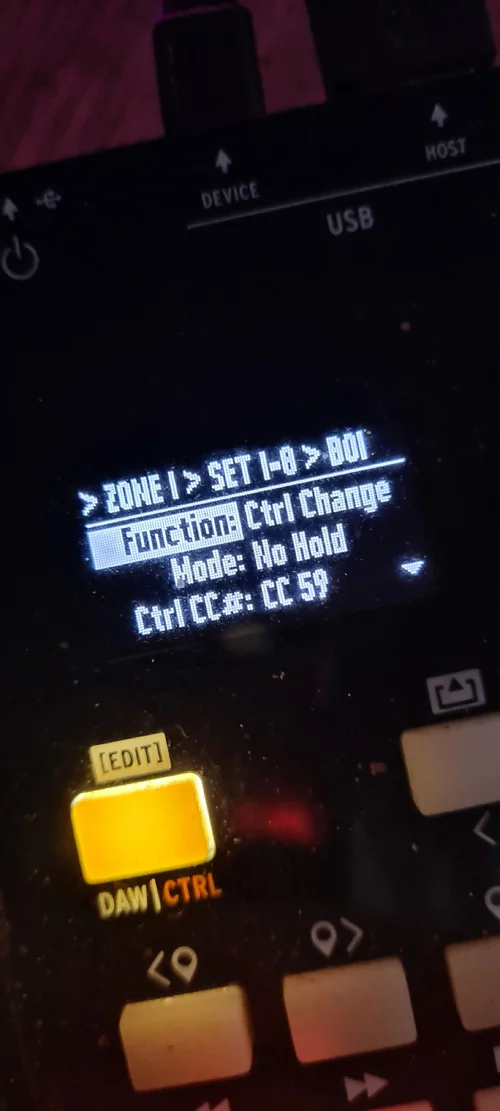 DEVICE
HOST
USB
> ZONE 1 > SET 1-8 > B01
Function: Ctrl Change
Mode: No Hold
Ctrl CC#: CC 59
[EDIT]
DAW|CTRL